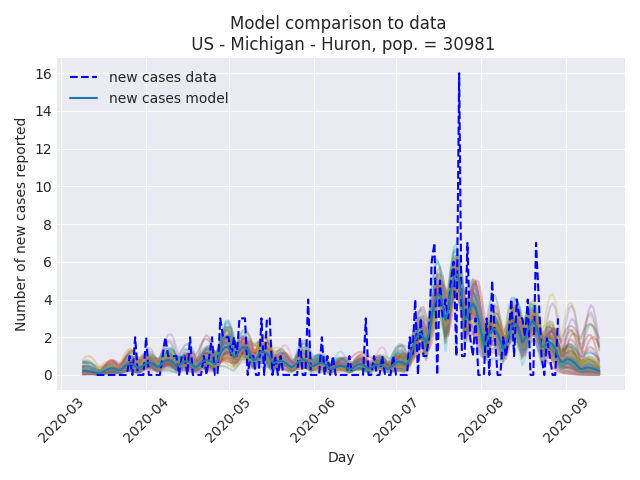 Model comparison to data
US - Michigan - Huron, pop. = 30981
new cases data
new cases model
Number of new cases reported
16
14
12
10
8
6
4
2
0
2020-03
2020-04
2020-05
2020-06
2020-07
2020-08
2020-09
Day